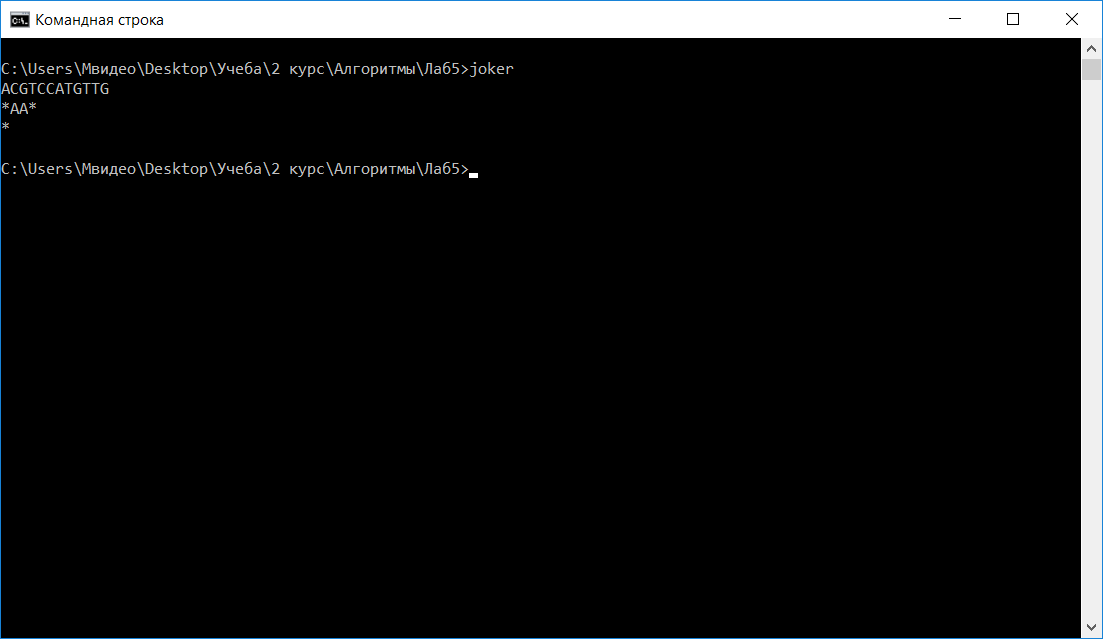 Командная строка
C:\Users\Мвидео\Desktop\Учеба\2 курс\Алгоритмы\Лаб5>joker
ACGTCCATGTTG
*AA*
*
C:\Users\Мвидео\Desktop\Учеба\2 курс\Алгоритмы\Лаб5>